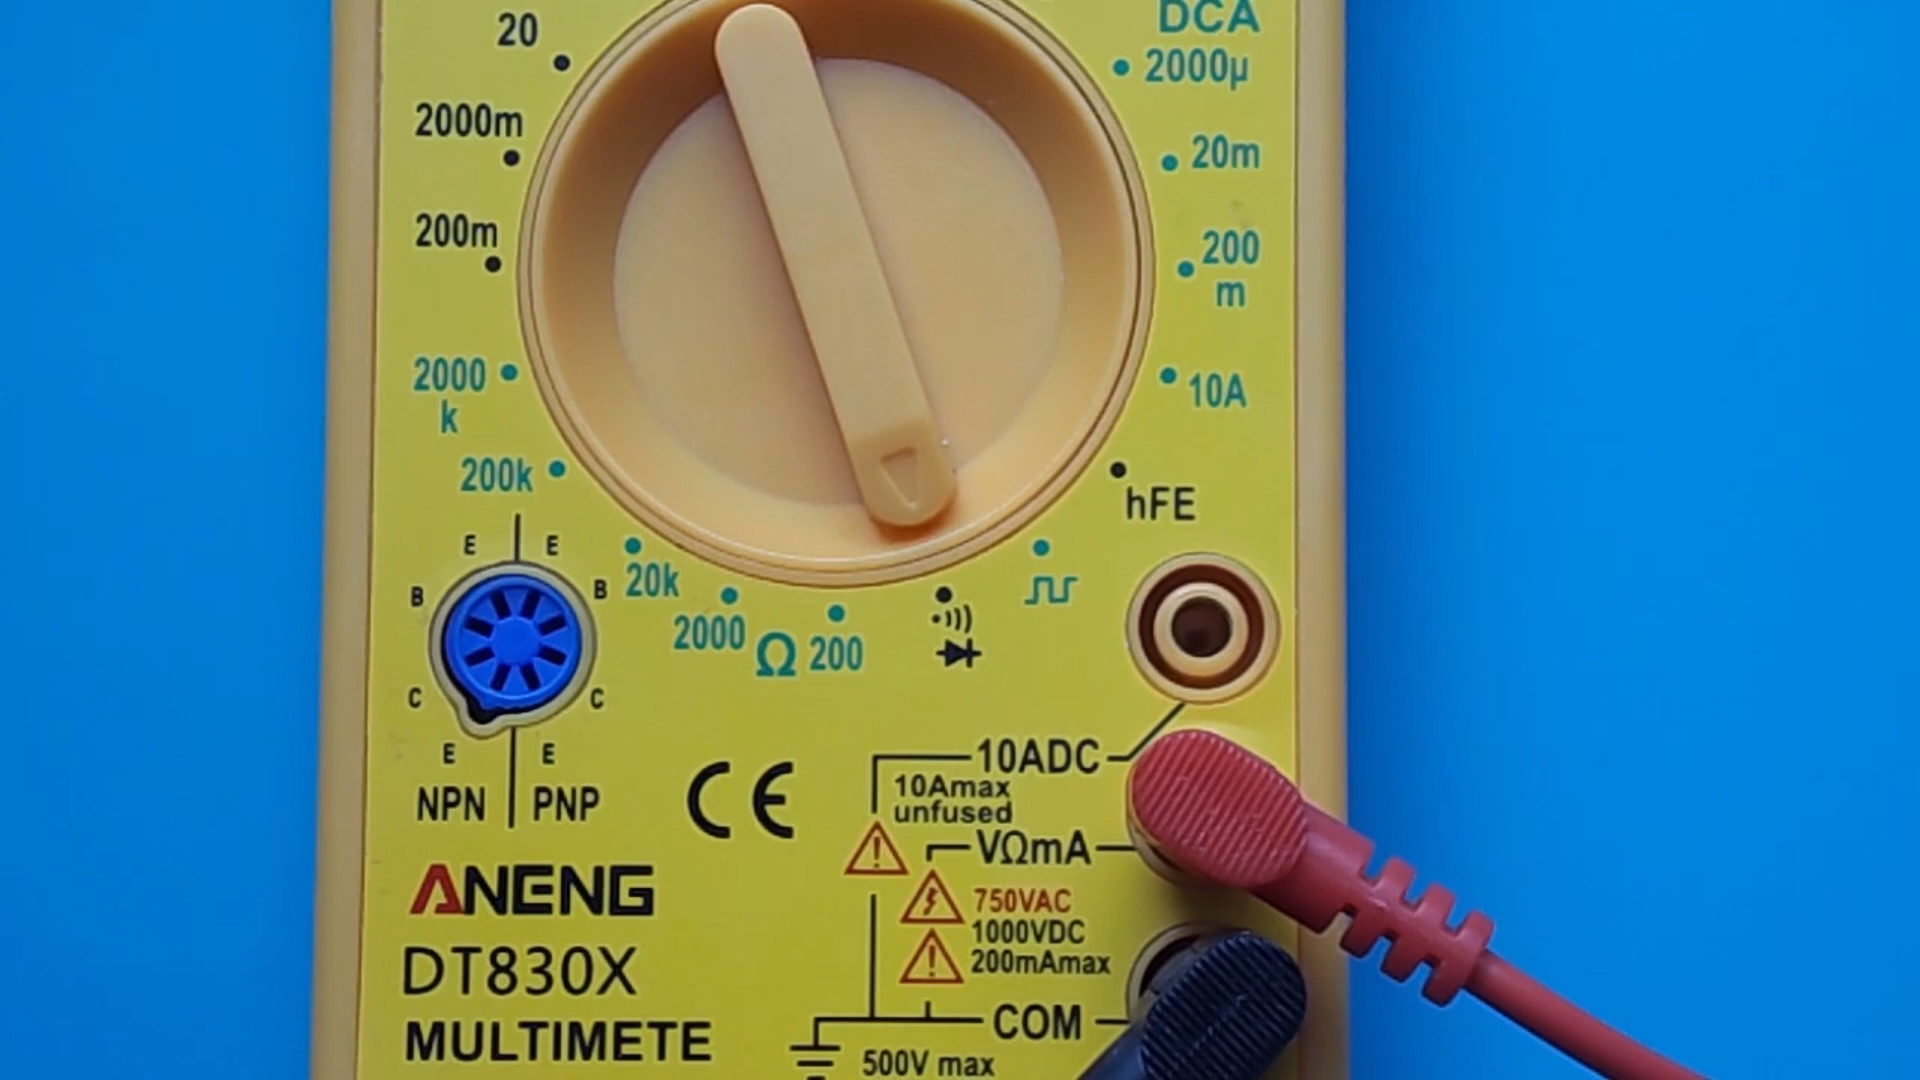 20
DCA
2000µ
2000m
20m
200m
200
m
2000
k
10A
200k
hFE
E E
B B
20k
2000 Ω 200
C C
E E
NPN PNP
CE
10ADC
10Amax
unfused
VΩmA
750VAC
1000VDC
200mAmax
COM
500V max
ANENG
DT830X
MULTIMETE